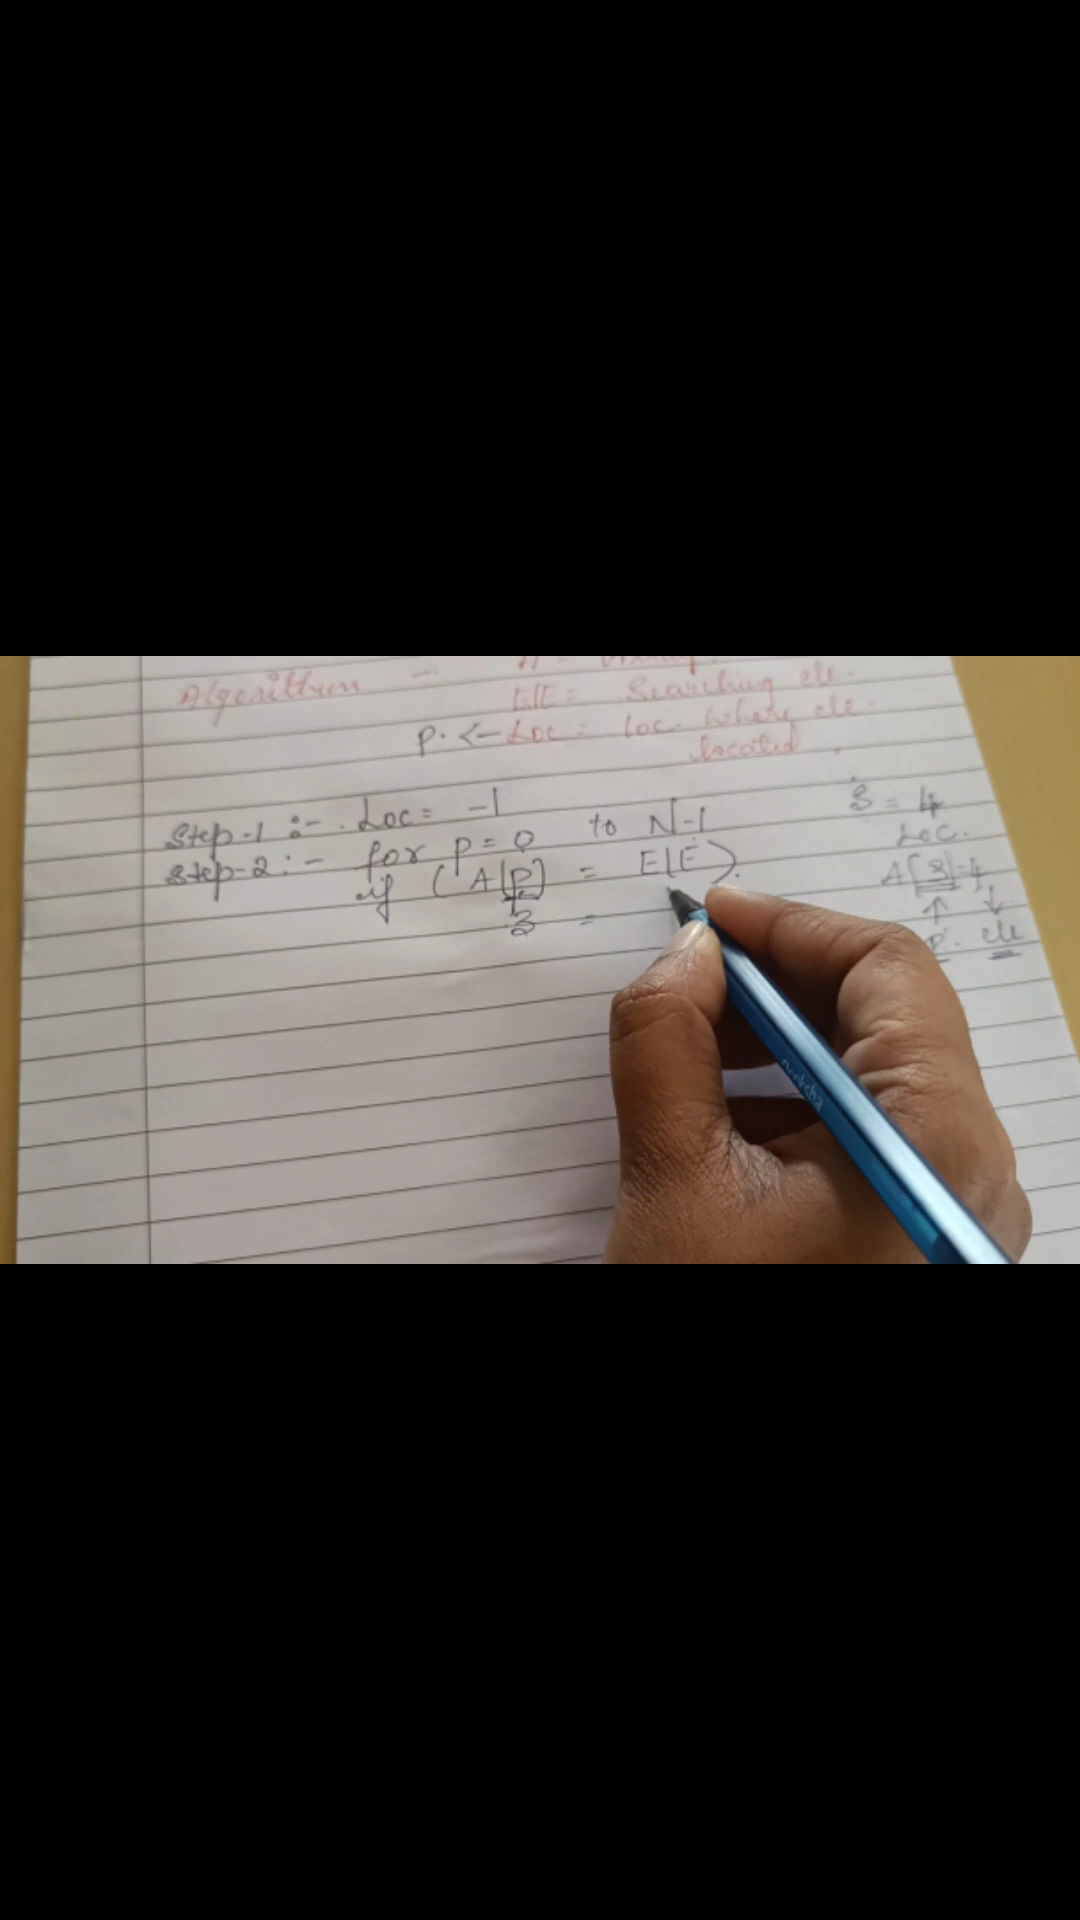 Algorithm - A = Array.
ELE = Searching ele.
P. <- Loc = loc. where ele.
located.
Step-1 :- . Loc = -1
Step-2 :- for P = 0 to N-1
if ( A[P] = ELE ).
3 =
3 = 4
Loc.
A[3]=4
↑ ↓
P. ele